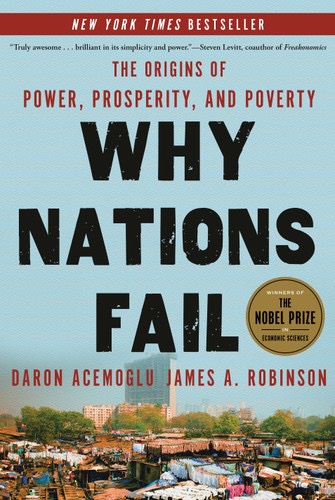 NEW YORK TIMES BESTSELLER
“Truly awesome . . . brilliant in its simplicity and power.”—Steven Levitt, coauthor of Freakonomics
THE ORIGINS OF
POWER, PROSPERITY, AND POVERTY
WHY
NATIONS
FAIL
WINNERS OF
THE
NOBEL PRIZE
IN
ECONOMIC SCIENCES
DARON ACEMOGLU JAMES A. ROBINSON